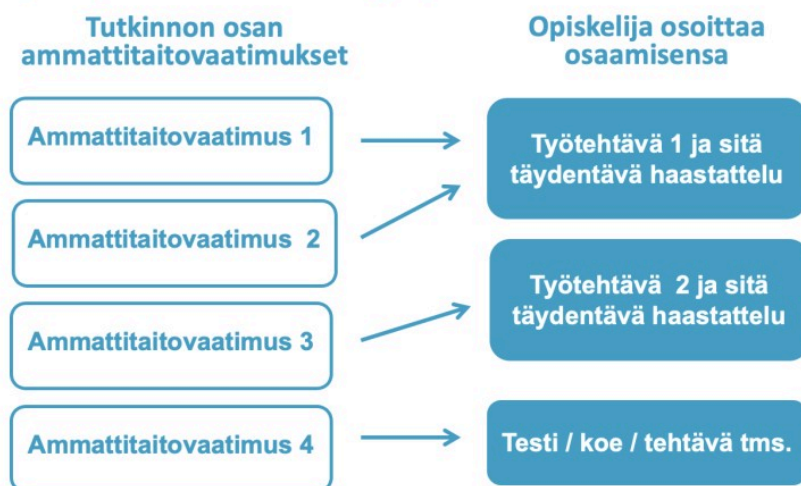 Tutkinnon osan
ammattitaitovaatimukset
Ammattitaitovaatimus 1
Ammattitaitovaatimus 2
Ammattitaitovaatimus 3
Ammattitaitovaatimus 4
Opiskelija osoittaa
osaamisensa
Työtehtävä 1 ja sitä
täydentävä haastattelu
Työtehtävä 2 ja sitä
täydentävä haastattelu
Testi / koe / tehtävä tms.